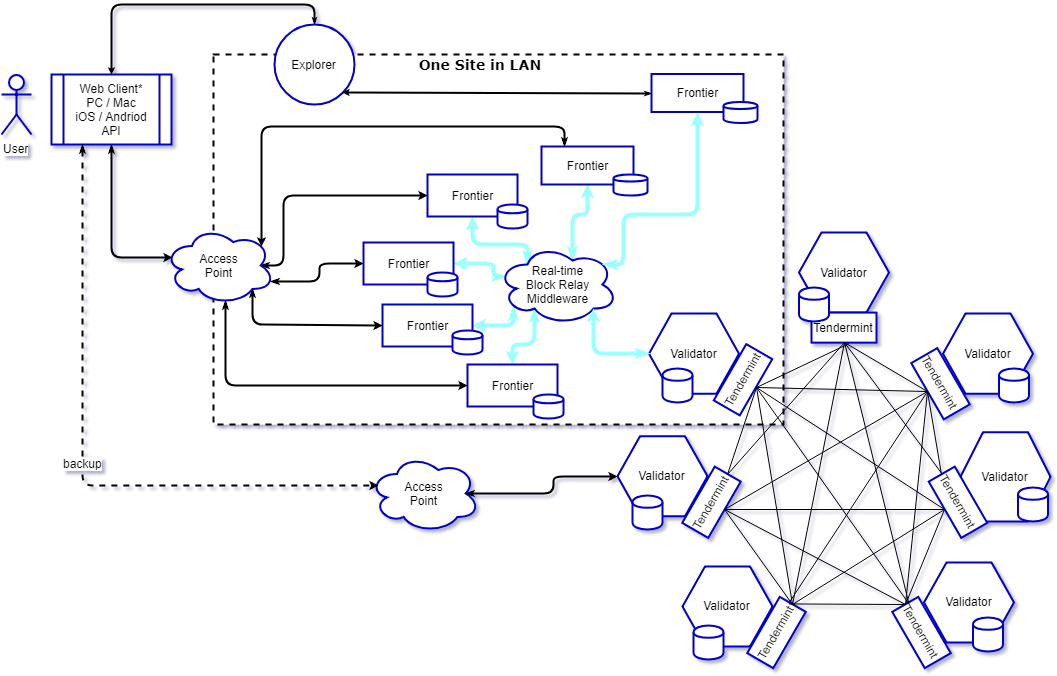 Explorer
One Site in LAN
Web Client*
PC / Mac
iOS / Andriod
API
User
Frontier
Frontier
Frontier
Frontier
Frontier
Frontier
Access
Point
Real-time
Block Relay
Middleware
Validator
Tendermint
Validator
Tendermint
Validator
Tendermint
backup
Access
Point
Validator
Tendermint
Validator
Tendermint
Validator
Tendermint
Validator
Tendermint